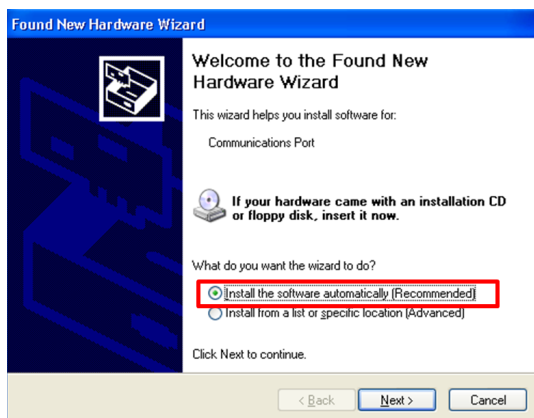 Found New Hardware Wizard
Welcome to the Found New
Hardware Wizard
This wizard helps you install software for:
Communications Port
If your hardware came with an installation CD
or floppy disk, insert it now.
What do you want the wizard to do?
Install the software automatically (Recommended)
Install from a list or specific location (Advanced)
Click Next to continue.
< Back Next > Cancel